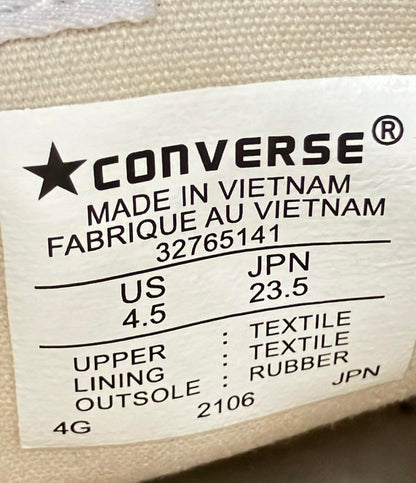 ★CONVERSE®
MADE IN VIETNAM
FABRIQUE AU VIETNAM
32765141
US JPN
4.5 23.5
UPPER : TEXTILE
LINING : TEXTILE
OUTSOLE : RUBBER
4G 2106 JPN